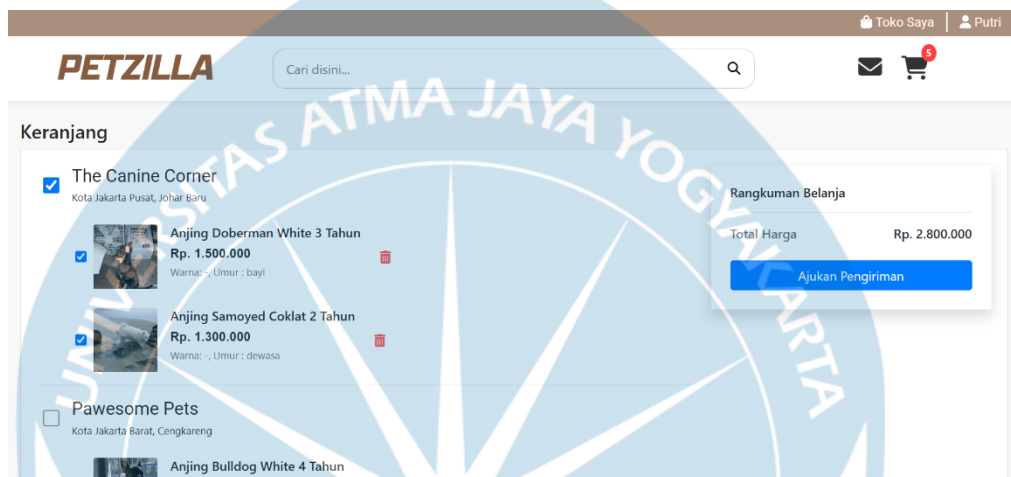 Toko Saya
Putri
PETZILLA
Cari disini...
5
Keranjang
The Canine Corner
Kota Jakarta Pusat, Johar Baru
Anjing Doberman White 3 Tahun
Rp. 1.500.000
Warna: -, Umur : bayi
Anjing Samoyed Coklat 2 Tahun
Rp. 1.300.000
Warna: -, Umur : dewasa
Pawesome Pets
Kota Jakarta Barat, Cengkareng
Anjing Bulldog White 4 Tahun
Rangkuman Belanja
Total Harga Rp. 2.800.000
Ajukan Pengiriman
UNIVERSITAS ATMA JAYA YOGYAKARTA